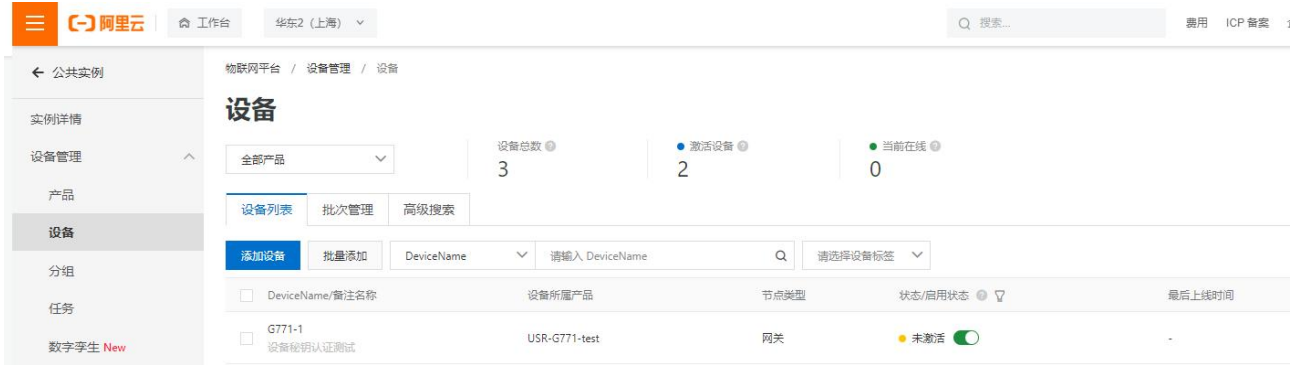 阿里云 工作台 华东2（上海） 搜索... 费用 ICP 备案
公共实例
物联网平台 / 设备管理 / 设备
设备
实例详情
设备管理
全部产品
设备总数 激活设备 当前在线
3 2 0
产品
设备列表 批次管理 高级搜索
设备
添加设备 批量添加 DeviceName 请输入 DeviceName 请选择设备标签
分组
DeviceName/备注名称 设备所属产品 节点类型 状态/启用状态 最后上线时间
任务
G771-1
设备秘钥认证测试
USR-G771-test 网关 未激活 -
数字孪生 New